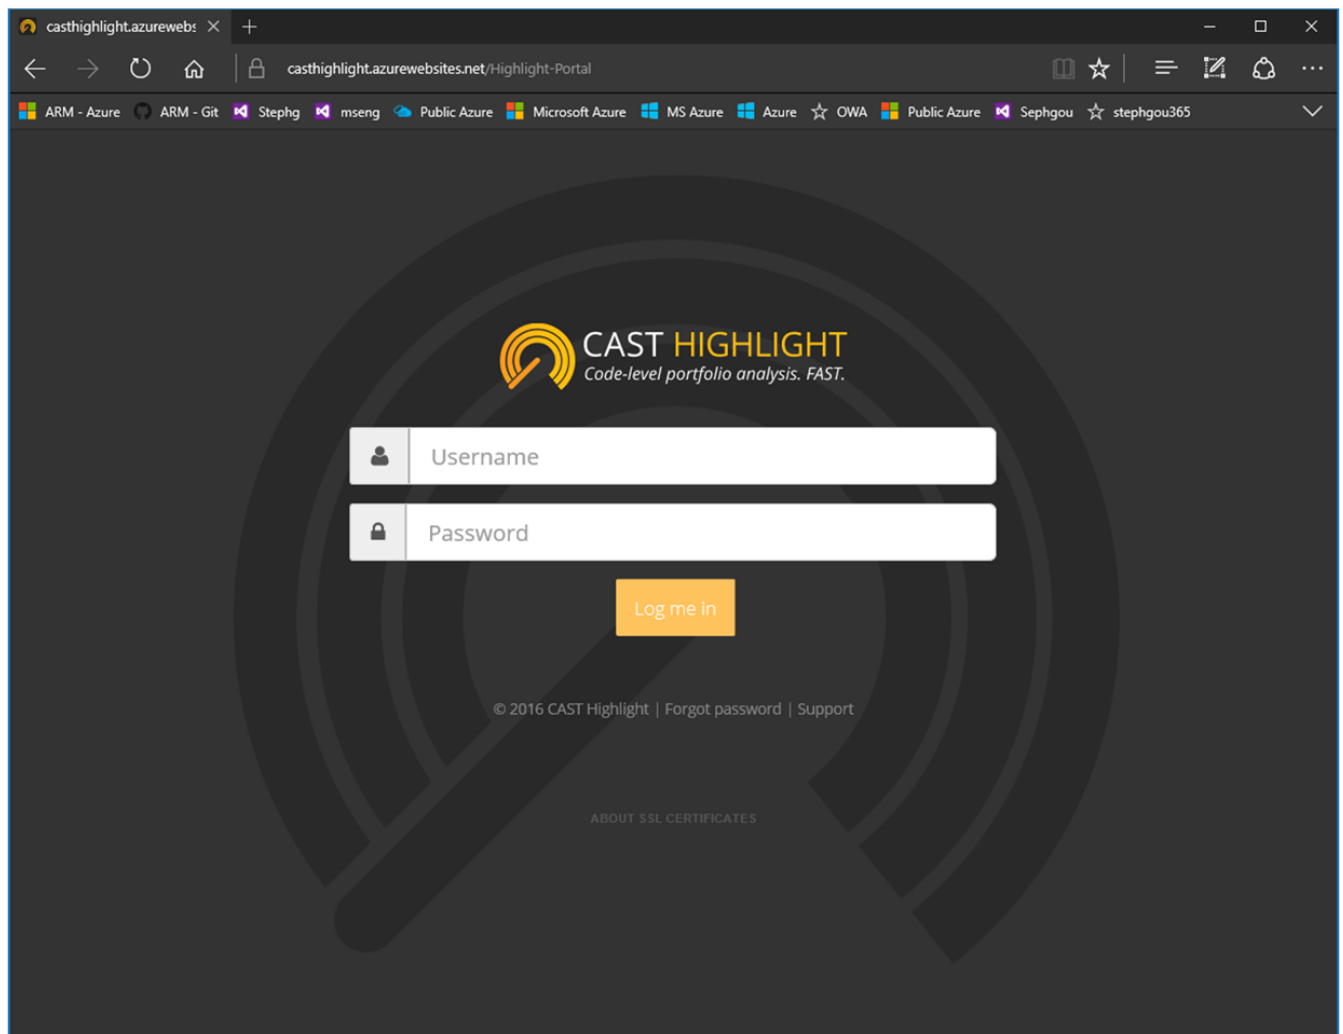 casthighlight.azurewebs
casthighlight.azurewebsites.net/Highlight-Portal
ARM - Azure ARM - Git Stephg mseng Public Azure Microsoft Azure MS Azure Azure OWA Public Azure Sephgou stephgou365
CAST HIGHLIGHT
Code-level portfolio analysis. FAST.
Username
Password
Log me in
© 2016 CAST Highlight | Forgot password | Support
ABOUT SSL CERTIFICATES